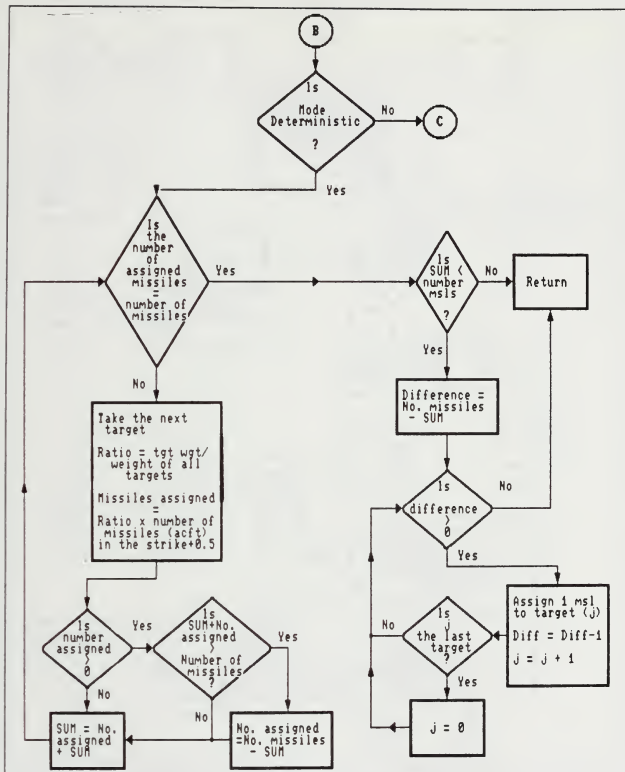 B
Is
Mode
Deterministic
?
No
C
Yes
Is
the
number
of
assigned
missiles
=
number of
missiles
Yes
Is
SUM <
number
msls
?
No
Return
No
Yes
Take the next
target
Ratio = tgt wgt/
weight of all
targets
Missiles assigned
=
Ratio x number of
missiles (acft)
in the strike+0.5
Difference =
No. missiles
- SUM
Is
difference
>
0
No
Yes
Assign 1 msl
to target (j)
Diff = Diff-1
j = j + 1
Is
j
the last
target
?
No
Yes
j = 0
Is
number
assigned
>
0
Yes
No
Is
SUM+No.
assigned
>
Number of
missiles
?
Yes
No
SUM = No.
assigned
+ SUM
No. assigned
=No. missiles
- SUM